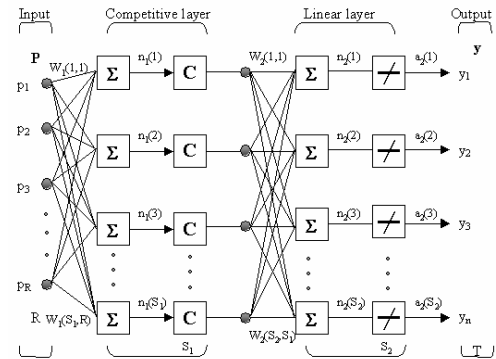 Input Competitive layer Linear layer Output
P y
W₁(1,1) n₁(1) W₂(1,1) n₂(1) a₂(1)
p₁ Σ C Σ y₁
n₁(2) n₂(2) a₂(2)
p₂ Σ C Σ y₂
p₃
n₁(3) n₂(3) a₂(3)
Σ C Σ y₃
p_R
R W₁(S₁,R) n₁(S₁) n₂(S₂) a₂(S₂)
Σ C Σ yₙ
W₂(S₂,S₁)
S₁ S₂ T